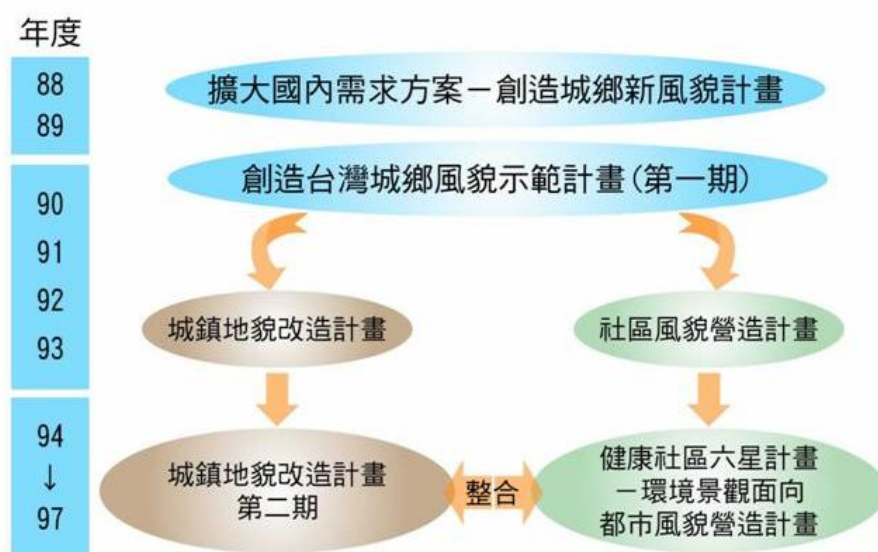 年度
88
89
擴大國內需求方案－創造城鄉新風貌計畫
創造台灣城鄉風貌示範計畫(第一期)
90
91
92
93
城鎮地貌改造計畫
社區風貌營造計畫
94
↓
97
城鎮地貌改造計畫
第二期
整合
健康社區六星計畫
－環境景觀面向
都市風貌營造計畫